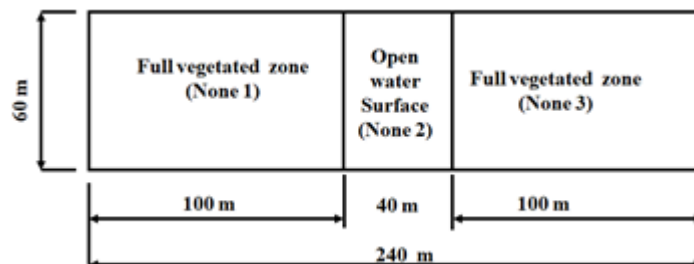 Full vegetated zone
(None 1)
Open
water
Surface
(None 2)
Full vegetated zone
(None 3)
60 m
100 m
40 m
100 m
240 m